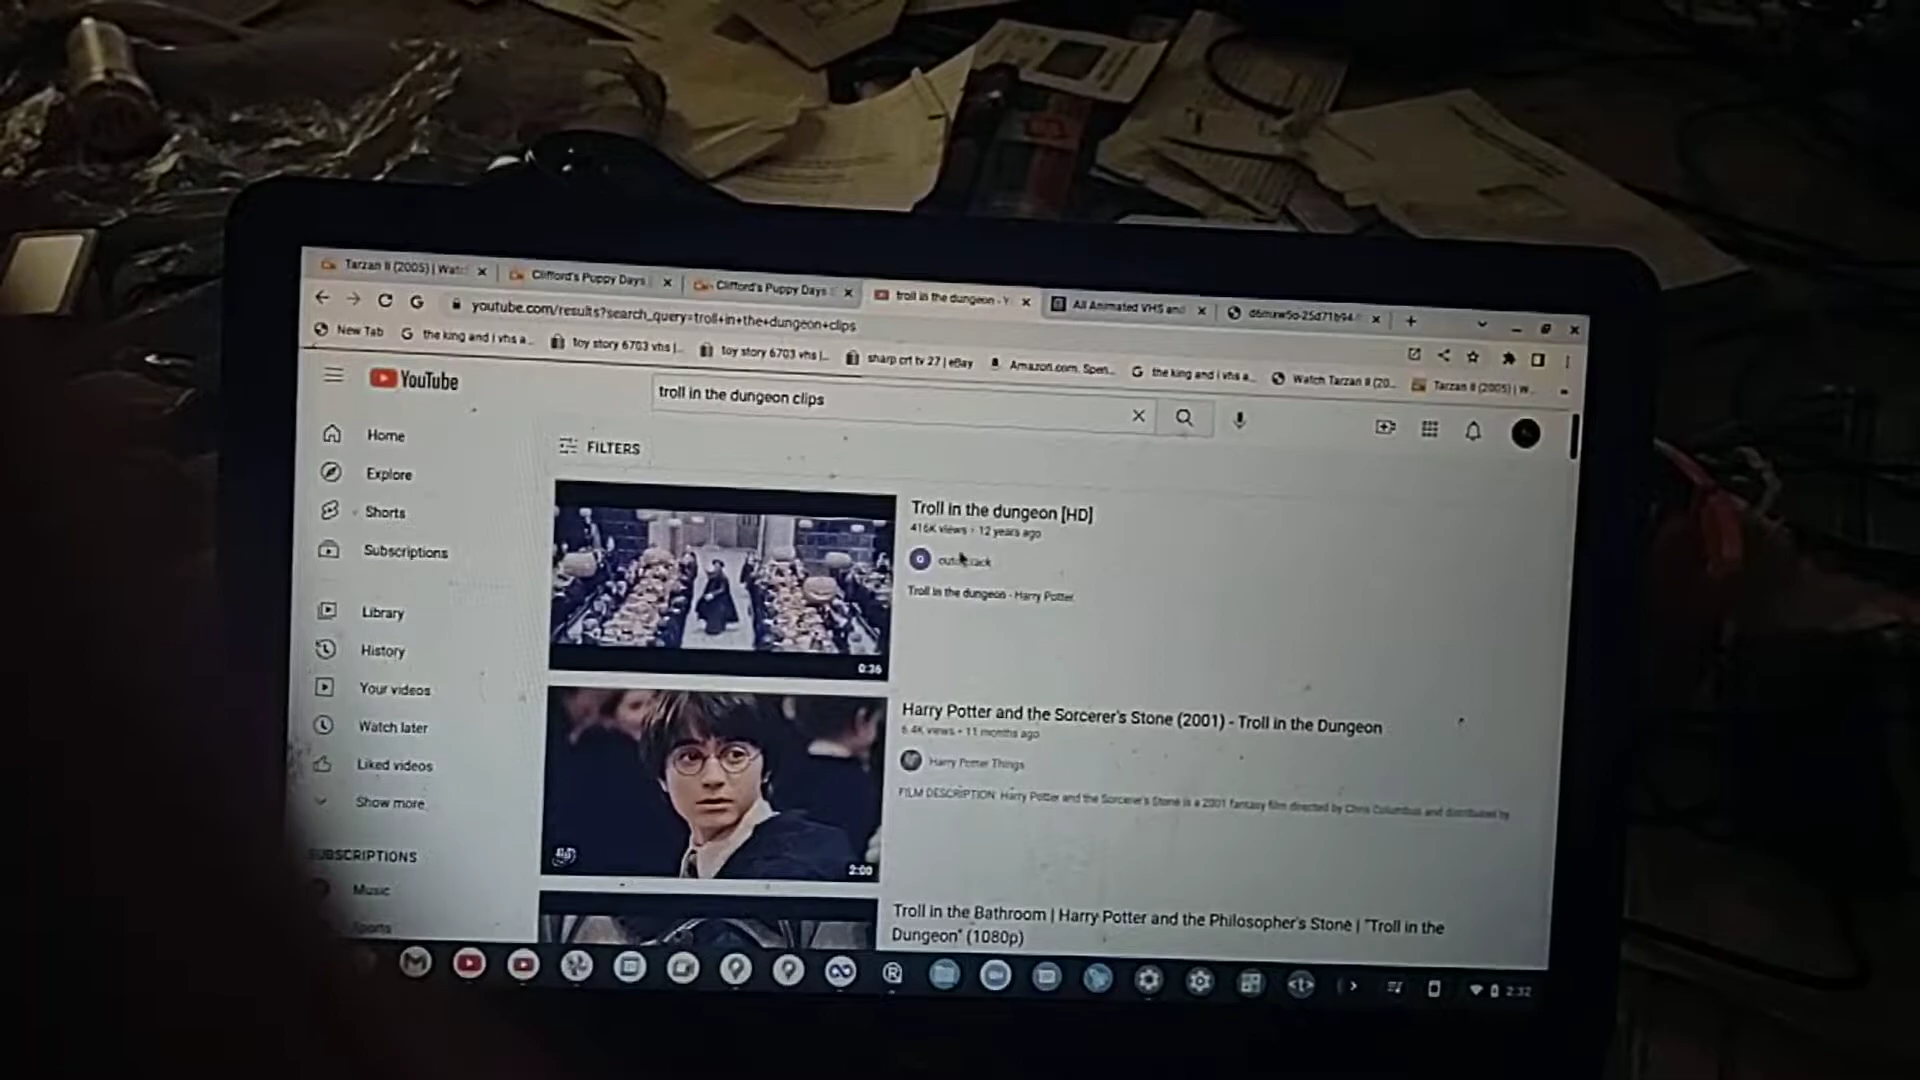 Tarzan II (2005) | Watch
Clifford's Puppy Days
Clifford's Puppy Days
troll in the dungeon - Y
All Animated VHS and
youtube.com/results?search_query=troll+in+the+dungeon+clips
New Tab
the king and i vhs a...
toy story 6703 vhs |...
toy story 6703 vhs |...
sharp crt tv 27 | eBay
Amazon.com. Spen...
the king and i vhs a...
Watch Tarzan II (20...
Tarzan II (2005) | W...
YouTube
troll in the dungeon clips
FILTERS
Home
Explore
Shorts
Subscriptions
Library
History
Your videos
Watch later
Liked videos
Show more
SUBSCRIPTIONS
Music
Sports
Troll in the dungeon [HD]
416K views • 12 years ago
Troll in the dungeon - Harry Potter.
0:36
Harry Potter and the Sorcerer's Stone (2001) - Troll in the Dungeon
6.4K views • 11 months ago
Harry Potter Things
FILM DESCRIPTION: Harry Potter and the Sorcerer's Stone is a 2001 fantasy film directed by Chris Columbus and distributed by
2:00
Troll in the Bathroom | Harry Potter and the Philosopher's Stone | "Troll in the
Dungeon" (1080p)
2:32